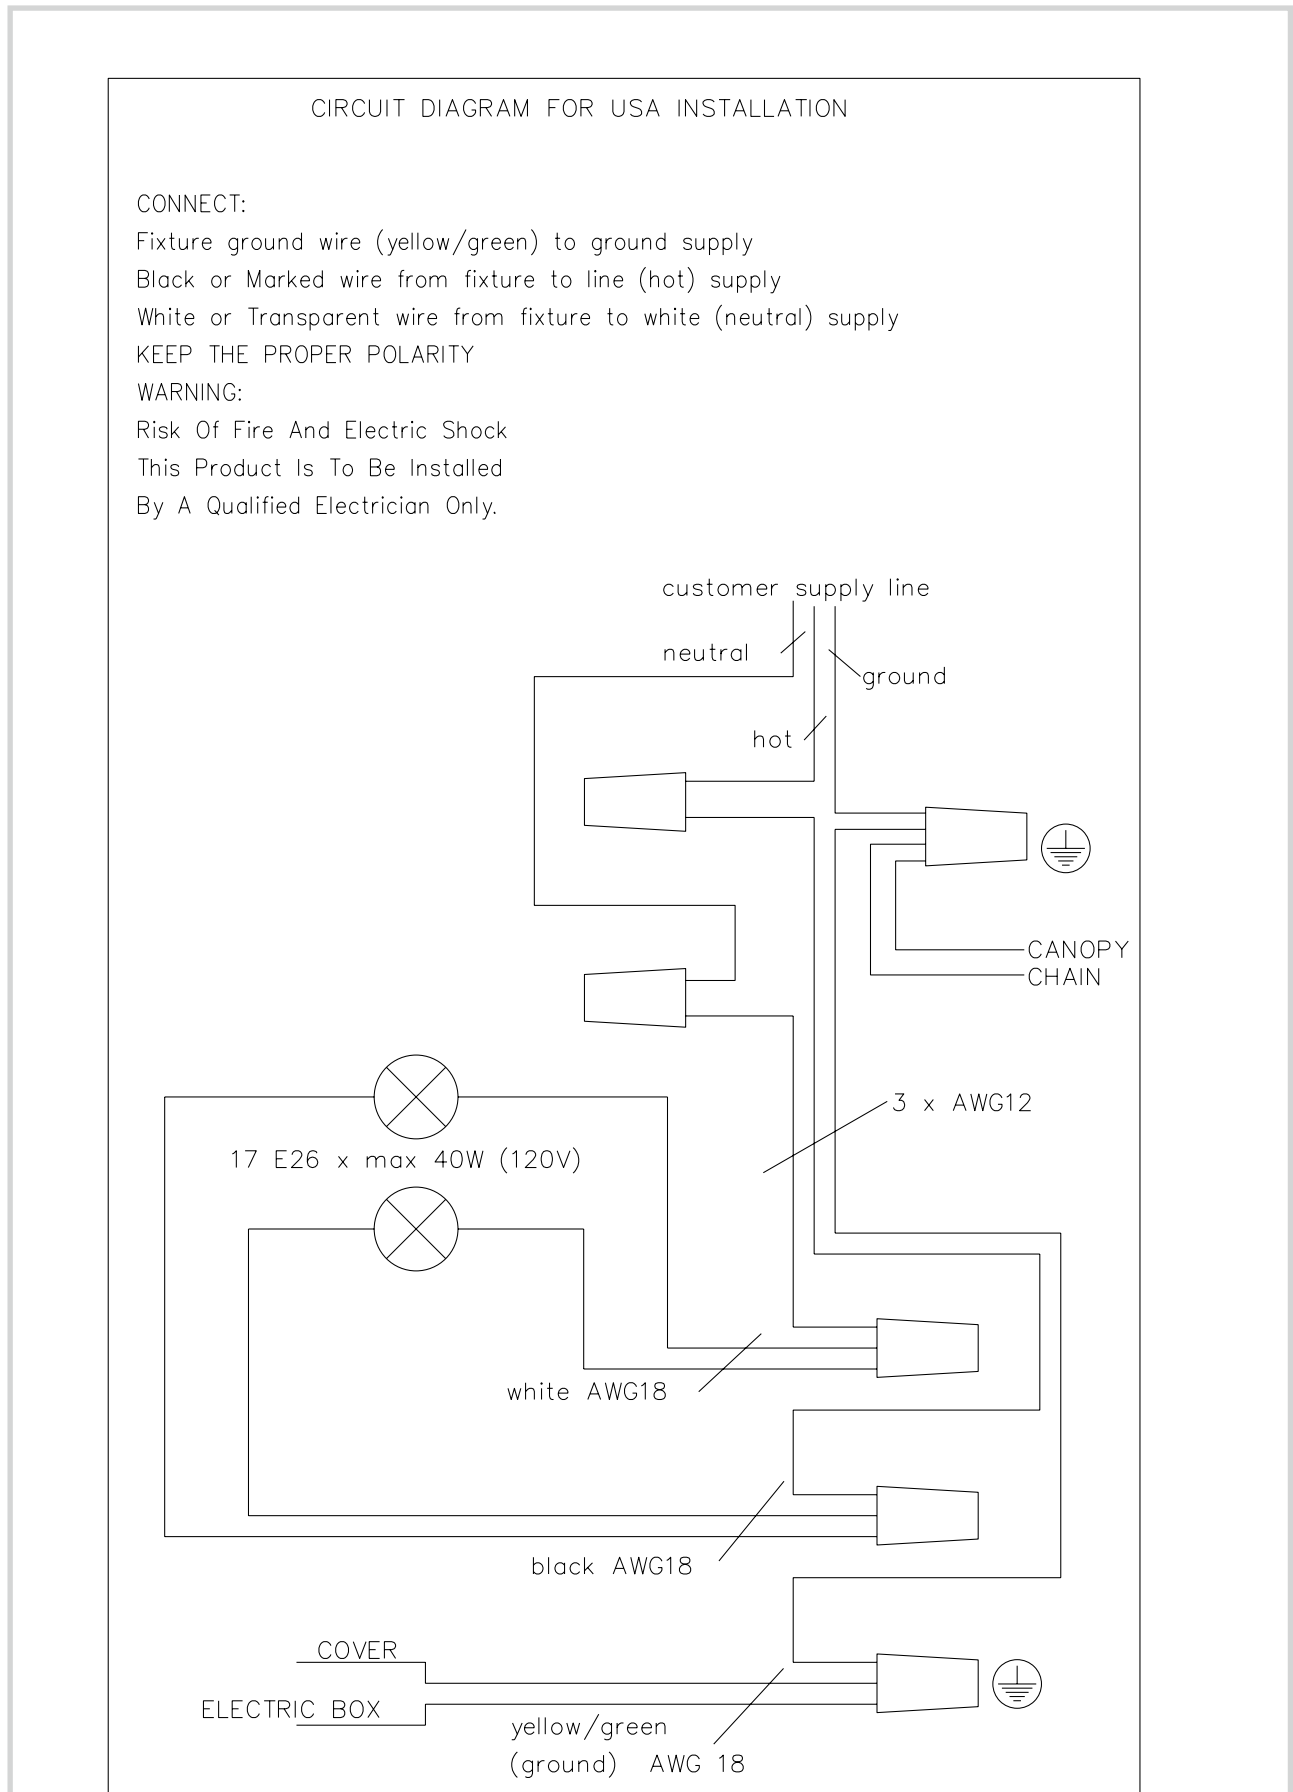 CIRCUIT DIAGRAM FOR USA INSTALLATION
CONNECT:
Fixture ground wire (yellow/green) to ground supply
Black or Marked wire from fixture to line (hot) supply
White or Transparent wire from fixture to white (neutral) supply
KEEP THE PROPER POLARITY
WARNING:
Risk Of Fire And Electric Shock
This Product Is To Be Installed
By A Qualified Electrician Only.
customer supply line
neutral
ground
hot
CANOPY
CHAIN
3 x AWG12
17 E26 x max 40W (120V)
white AWG18
black AWG18
COVER
ELECTRIC BOX
yellow/green
(ground) AWG 18